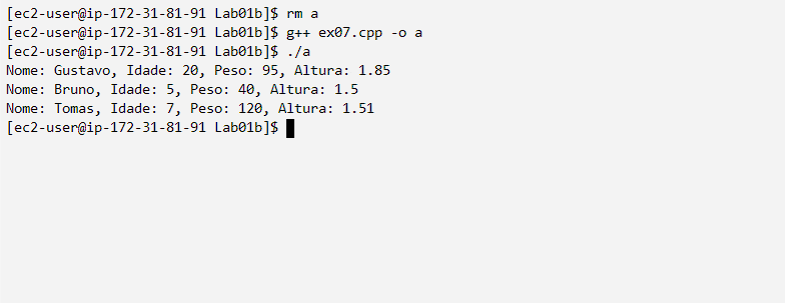 [ec2-user@ip-172-31-81-91 Lab01b]$ rm a
[ec2-user@ip-172-31-81-91 Lab01b]$ g++ ex07.cpp -o a
[ec2-user@ip-172-31-81-91 Lab01b]$ ./a
Nome: Gustavo, Idade: 20, Peso: 95, Altura: 1.85
Nome: Bruno, Idade: 5, Peso: 40, Altura: 1.5
Nome: Tomas, Idade: 7, Peso: 120, Altura: 1.51
[ec2-user@ip-172-31-81-91 Lab01b]$